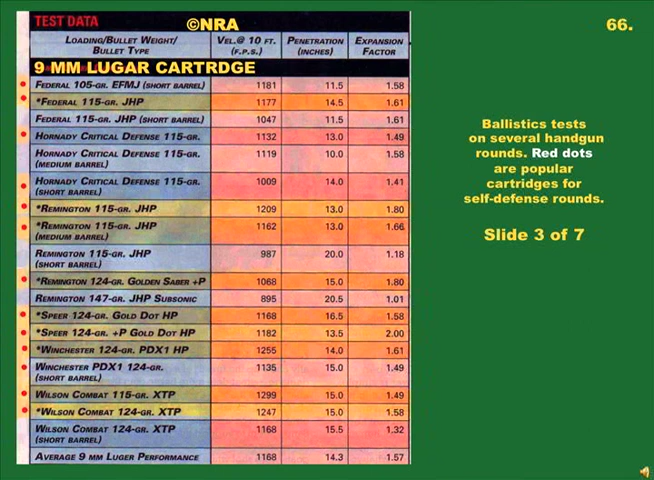 TEST DATA ©NRA 66.
LOADING/BULLET WEIGHT/ VEL.@ 10 FT. PENETRATION EXPANSION
BULLET TYPE (F.P.S.) (INCHES) FACTOR
9 MM LUGAR CARTRDGE
FEDERAL 105-GR. EFMJ (SHORT BARREL) 1181 11.5 1.58
*FEDERAL 115-GR. JHP 1177 14.5 1.61
FEDERAL 115-GR. JHP (SHORT BARREL) 1047 11.5 1.61
HORNADY CRITICAL DEFENSE 115-GR. 1132 13.0 1.49
HORNADY CRITICAL DEFENSE 115-GR. 1119 10.0 1.58
(MEDIUM BARREL)
HORNADY CRITICAL DEFENSE 115-GR. 1009 14.0 1.41
(SHORT BARREL)
*REMINGTON 115-GR. JHP 1209 13.0 1.80
*REMINGTON 115-GR. JHP 1162 13.0 1.66
(MEDIUM BARREL)
REMINGTON 115-GR. JHP 987 20.0 1.18
(SHORT BARREL)
*REMINGTON 124-GR. GOLDEN SABER +P 1068 15.0 1.80
REMINGTON 147-GR. JHP SUBSONIC 895 20.5 1.01
*SPEER 124-GR. GOLD DOT HP 1168 16.5 1.58
*SPEER 124-GR. +P GOLD DOT HP 1182 13.5 2.00
*WINCHESTER 124-GR. PDX1 HP 1255 14.0 1.61
WINCHESTER PDX1 124-GR. 1135 15.0 1.49
(SHORT BARREL)
WILSON COMBAT 115-GR. XTP 1299 15.0 1.49
*WILSON COMBAT 124-GR. XTP 1247 15.0 1.58
WILSON COMBAT 124-GR. XTP 1168 15.5 1.32
(SHORT BARREL)
AVERAGE 9 MM LUGER PERFORMANCE 1168 14.3 1.57
Ballistics tests
on several handgun
rounds. Red dots
are popular
cartridges for
self-defense rounds.
Slide 3 of 7